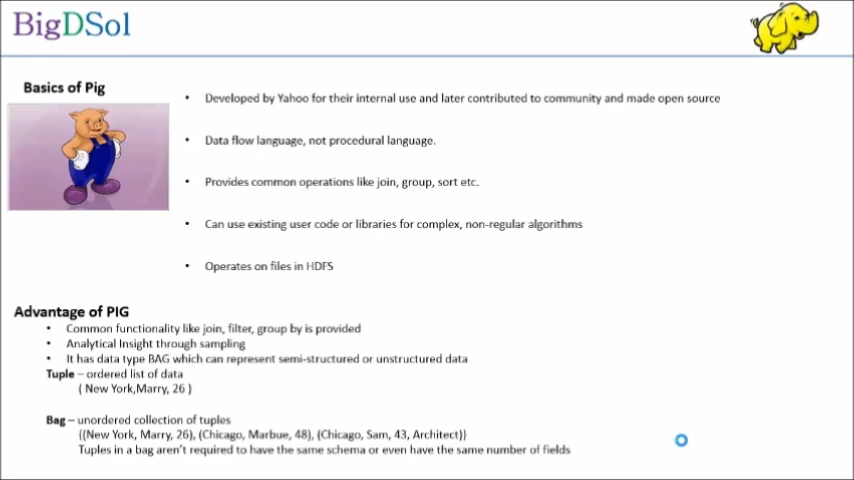 BigDSol
Basics of Pig
• Developed by Yahoo for their internal use and later contributed to community and made open source
• Data flow language, not procedural language.
• Provides common operations like join, group, sort etc.
• Can use existing user code or libraries for complex, non-regular algorithms
• Operates on files in HDFS
Advantage of PIG
• Common functionality like join, filter, group by is provided
• Analytical Insight through sampling
• It has data type BAG which can represent semi-structured or unstructured data
Tuple – ordered list of data
( New York,Marry, 26 )
Bag – unordered collection of tuples
{(New York, Marry, 26), (Chicago, Marbue, 48), (Chicago, Sam, 43, Architect)}
Tuples in a bag aren't required to have the same schema or even have the same number of fields